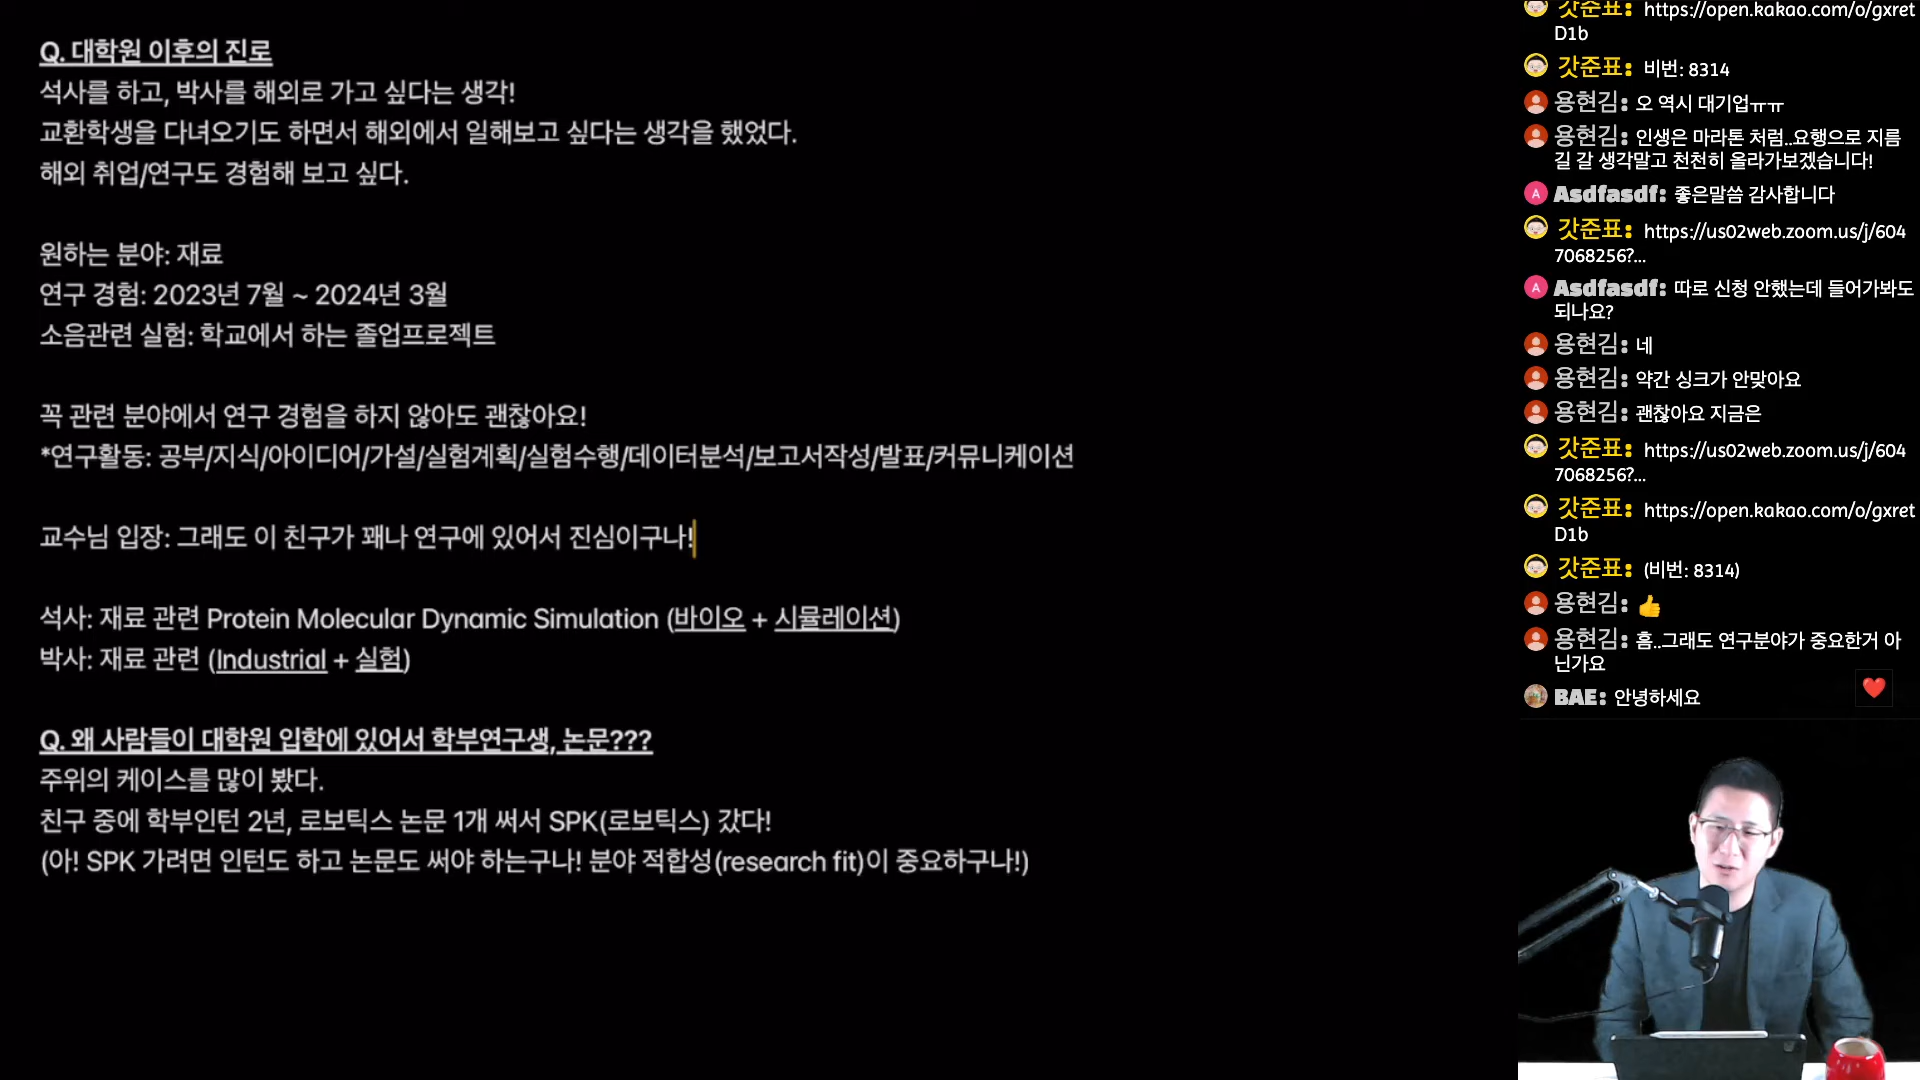 Q. 대학원 이후의 진로
석사를 하고, 박사를 해외로 가고 싶다는 생각!
교환학생을 다녀오기도 하면서 해외에서 일해보고 싶다는 생각을 했었다.
해외 취업/연구도 경험해 보고 싶다.
원하는 분야: 재료
연구 경험: 2023년 7월 ~ 2024년 3월
소음관련 실험: 학교에서 하는 졸업프로젝트
꼭 관련 분야에서 연구 경험을 하지 않아도 괜찮아요!
*연구활동: 공부/지식/아이디어/가설/실험계획/실험수행/데이터분석/보고서작성/발표/커뮤니케이션
교수님 입장: 그래도 이 친구가 꽤나 연구에 있어서 진심이구나!
석사: 재료 관련 Protein Molecular Dynamic Simulation (바이오 + 시뮬레이션)
박사: 재료 관련 (Industrial + 실험)
Q. 왜 사람들이 대학원 입학에 있어서 학부연구생, 논문???
주위의 케이스를 많이 봤다.
친구 중에 학부인턴 2년, 로보틱스 논문 1개 써서 SPK(로보틱스) 갔다!
(아! SPK 가려면 인턴도 하고 논문도 써야 하는구나! 분야 적합성(research fit)이 중요하구나!)
갓준표: https://open.kakao.com/o/gxret
D1b
갓준표: 비번: 8314
용현김: 오 역시 대기업ㅠㅠ
용현김: 인생은 마라톤 처럼..요행으로 지름
길 갈 생각말고 천천히 올라가보겠습니다!
A Asdfasdf: 좋은말씀 감사합니다
갓준표: https://us02web.zoom.us/j/604
7068256?...
A Asdfasdf: 따로 신청 안했는데 들어가봐도
되나요?
용현김: 네
용현김: 약간 싱크가 안맞아요
용현김: 괜찮아요 지금은
갓준표: https://us02web.zoom.us/j/604
7068256?...
갓준표: https://open.kakao.com/o/gxret
D1b
갓준표: (비번: 8314)
용현김: 👍
용현김: 흠..그래도 연구분야가 중요한거 아
닌가요
BAE: 안녕하세요